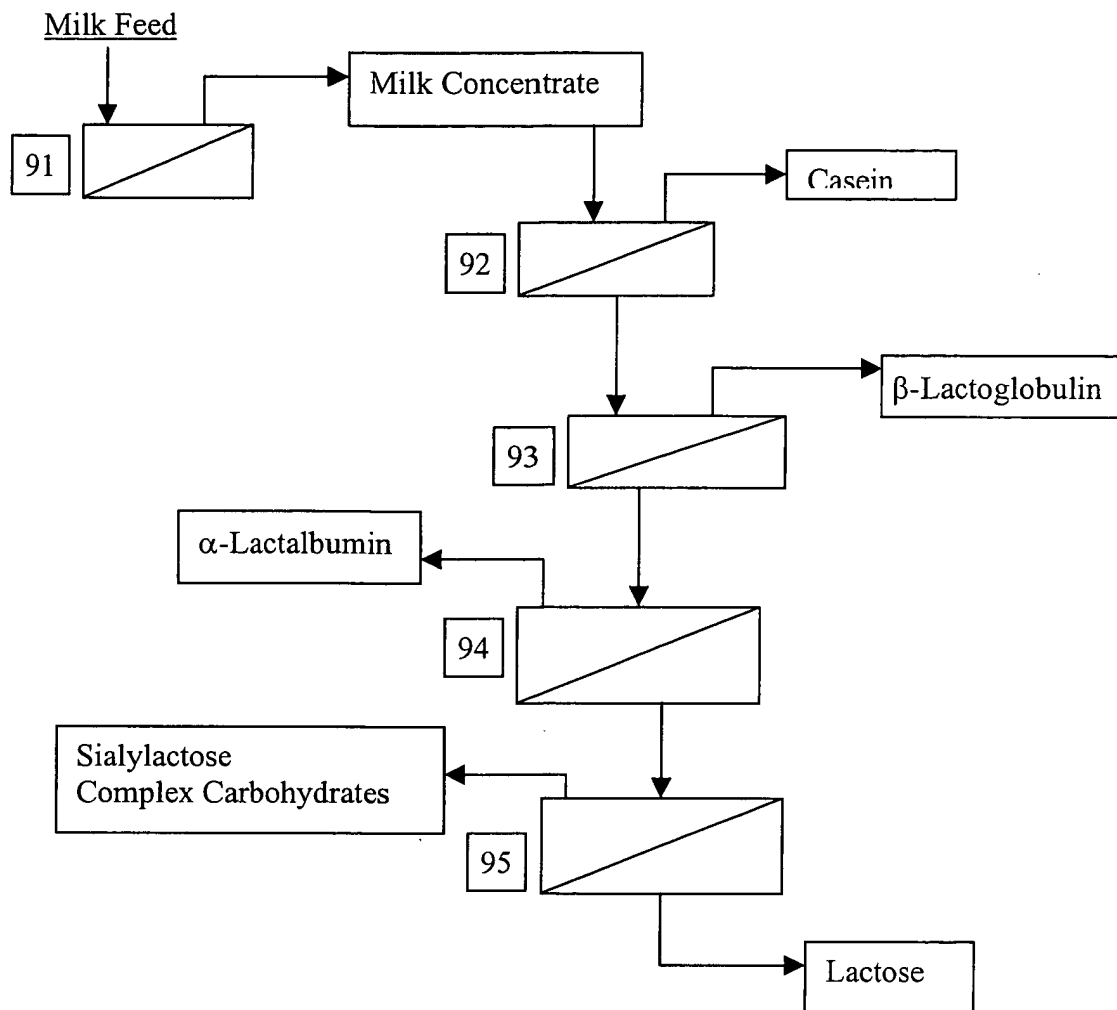 Milk Feed
Milk Concentrate
91
Casein
92
β-Lactoglobulin
93
α-Lactalbumin
94
Sialylactose
Complex Carbohydrates
95
Lactose